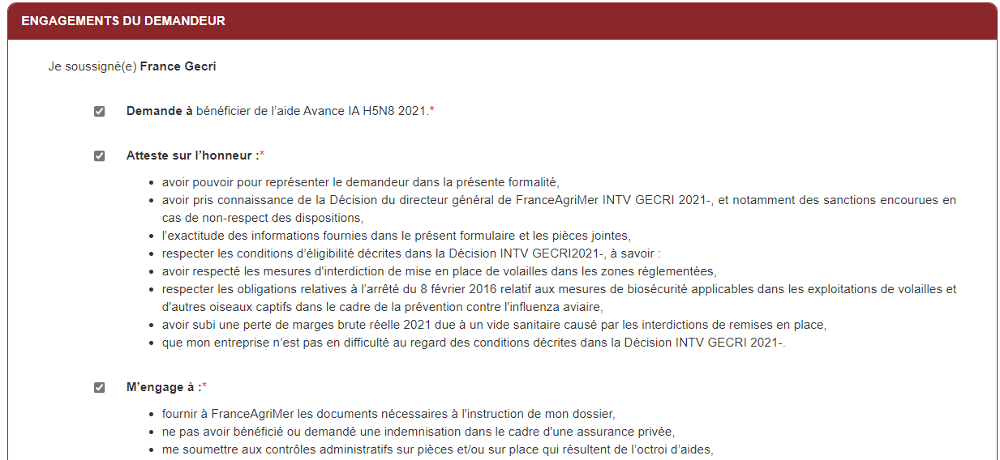 ENGAGEMENTS DU DEMANDEUR
Je soussigné(e) France Gecri
Demande à bénéficier de l’aide Avance IA H5N8 2021.*
Atteste sur l’honneur :*
• avoir pouvoir pour représenter le demandeur dans la présente formalité,
• avoir pris connaissance de la Décision du directeur général de FranceAgriMer INTV GECRI 2021-, et notamment des sanctions encourues en
cas de non-respect des dispositions,
• l’exactitude des informations fournies dans le présent formulaire et les pièces jointes,
• respecter les conditions d’éligibilité décrites dans la Décision INTV GECRI2021-, à savoir :
• avoir respecté les mesures d'interdiction de mise en place de volailles dans les zones réglementées,
• respecter les obligations relatives à l’arrêté du 8 février 2016 relatif aux mesures de biosécurité applicables dans les exploitations de volailles et
d'autres oiseaux captifs dans le cadre de la prévention contre l'influenza aviaire,
• avoir subi une perte de marges brute réelle 2021 due à un vide sanitaire causé par les interdictions de remises en place,
• que mon entreprise n’est pas en difficulté au regard des conditions décrites dans la Décision INTV GECRI 2021-.
M’engage à :*
• fournir à FranceAgriMer les documents nécessaires à l'instruction de mon dossier,
• ne pas avoir bénéficié ou demandé une indemnisation dans le cadre d'une assurance privée,
• me soumettre aux contrôles administratifs sur pièces et/ou sur place qui résultent de l’octroi d’aides,